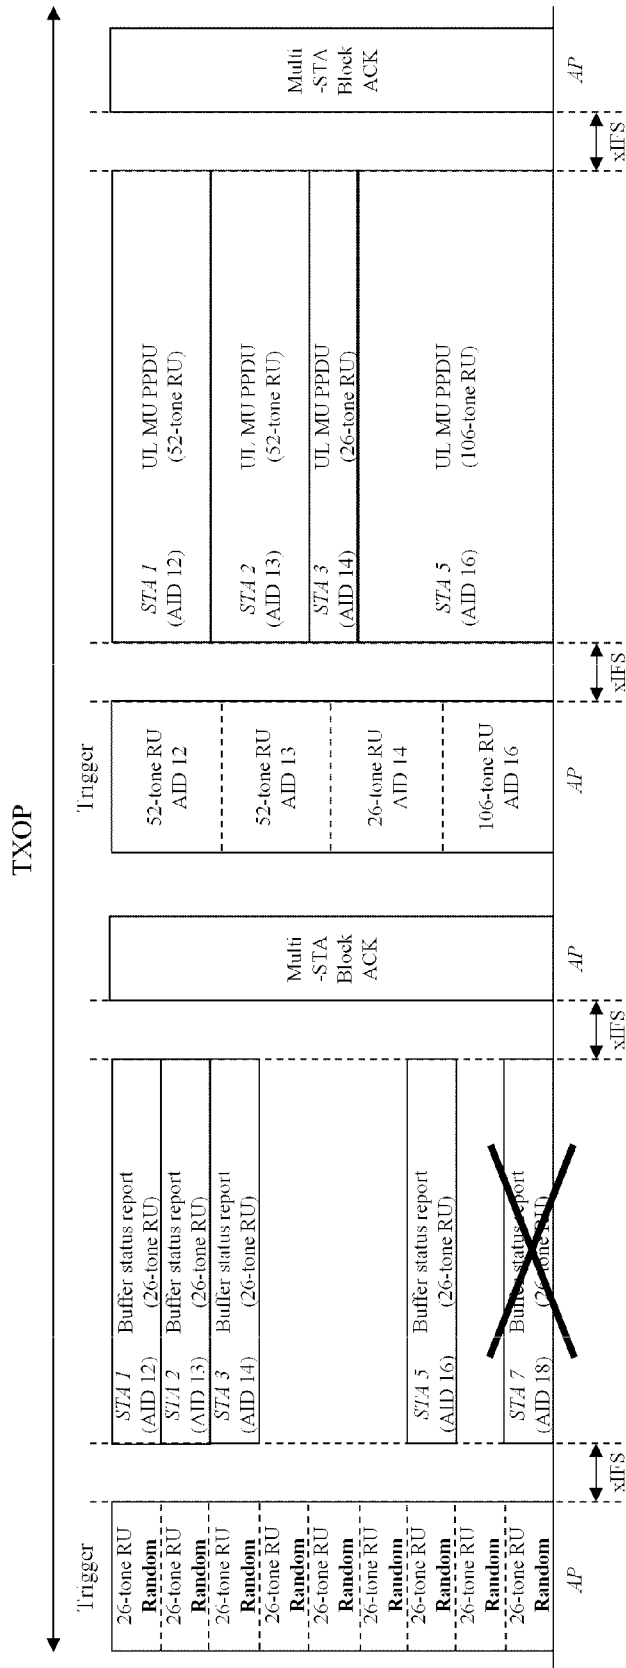 TXOP
Trigger
26-tone RU
Random
26-tone RU
Random
26-tone RU
Random
26-tone RU
Random
26-tone RU
Random
26-tone RU
Random
26-tone RU
Random
26-tone RU
Random
26-tone RU
Random
AP
xIFS
STA 1 Buffer status report
(AID 12) (26-tone RU)
STA 2 Buffer status report
(AID 13) (26-tone RU)
STA 3 Buffer status report
(AID 14) (26-tone RU)
STA 5 Buffer status report
(AID 16) (26-tone RU)
STA 7 Buffer status report
(AID 18) (26-tone RU)
xIFS
Multi
-STA
Block
ACK
AP
Trigger
52-tone RU
AID 12
52-tone RU
AID 13
26-tone RU
AID 14
106-tone RU
AID 16
AP
xIFS
STA 1 UL MU PPDU
(AID 12) (52-tone RU)
STA 2 UL MU PPDU
(AID 13) (52-tone RU)
STA 3 UL MU PPDU
(AID 14) (26-tone RU)
STA 5 UL MU PPDU
(AID 16) (106-tone RU)
xIFS
Multi
-STA
Block
ACK
AP